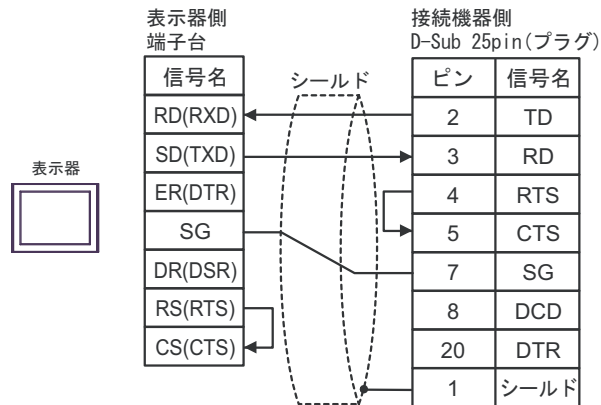 表示器側
端子台
接続機器側
D-Sub 25pin(プラグ)
信号名
シールド
ピン 信号名
RD(RXD)
2 TD
SD(TXD)
3 RD
表示器
ER(DTR)
4 RTS
SG
5 CTS
DR(DSR)
7 SG
RS(RTS)
8 DCD
CS(CTS)
20 DTR
1 シールド